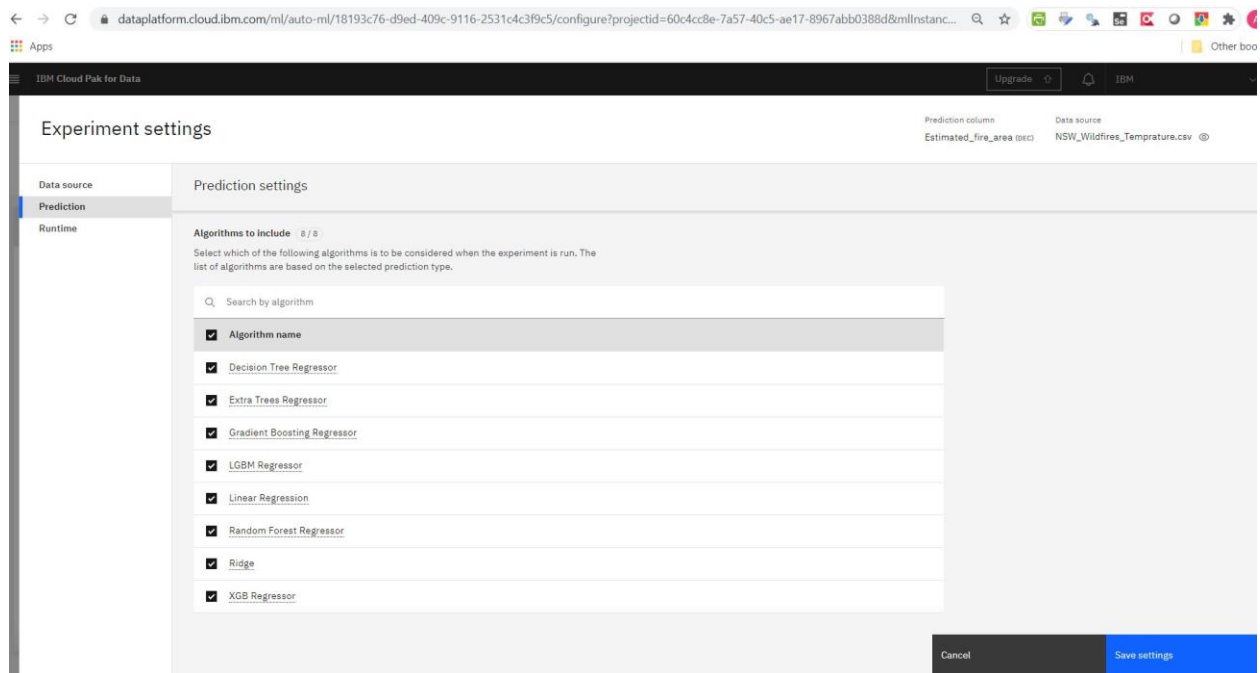 dataplatform.cloud.ibm.com/ml/auto-ml/18193c76-d9ed-409c-9116-2531c4c3f9c5/configure?projectid=60c4cc8e-7a57-40c5-ae17-8967abb0388d&mlInstanc...
Apps
Other boo
IBM Cloud Pak for Data
Upgrade
IBM
Experiment settings
Prediction column
Data source
Estimated_fire_area (DEC)
NSW_Wildfires_Temprature.csv
Data source
Prediction
Runtime
Prediction settings
Algorithms to include 8 / 8
Select which of the following algorithms is to be considered when the experiment is run. The
list of algorithms are based on the selected prediction type.
Search by algorithm
Algorithm name
Decision Tree Regressor
Extra Trees Regressor
Gradient Boosting Regressor
LGBM Regressor
Linear Regression
Random Forest Regressor
Ridge
XGB Regressor
Cancel
Save settings